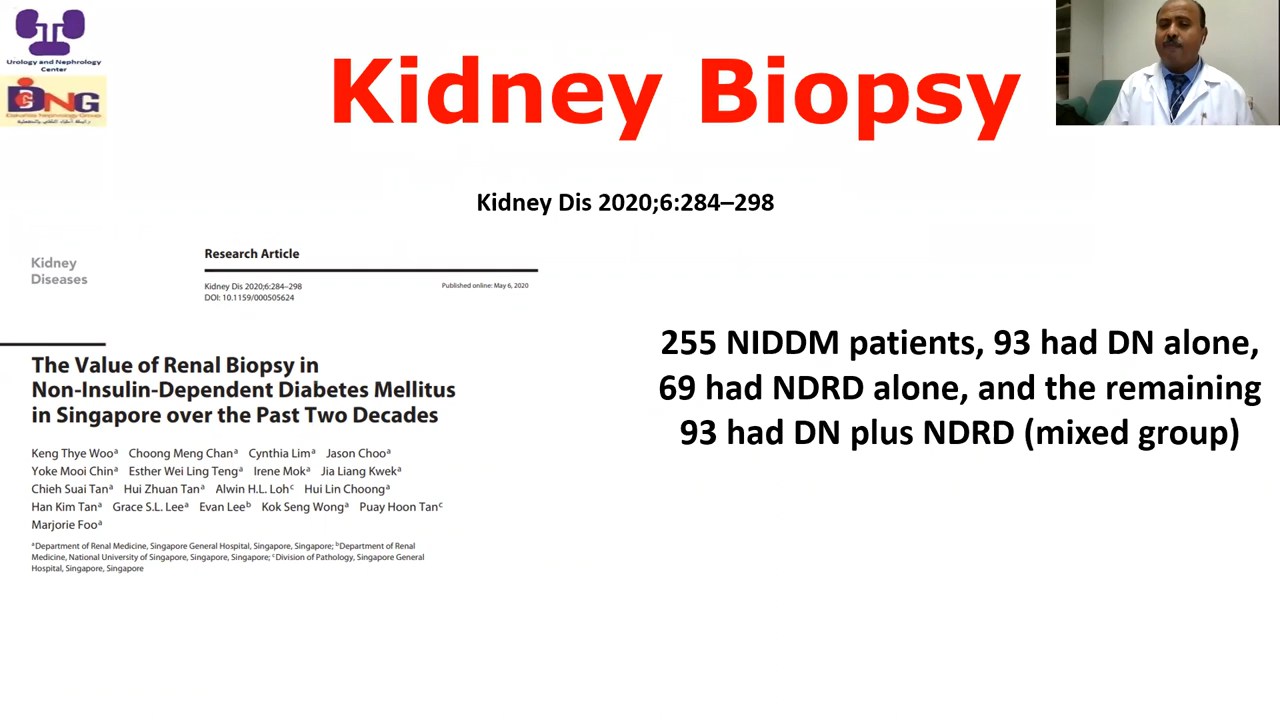 Urology and Nephrology
Center
DNG
Kidney Biopsy
Kidney Dis 2020;6:284–298
Kidney
Diseases
Research Article
Kidney Dis 2020;6:284–298
DOI: 10.1159/000505624
Published online: May 6, 2020
The Value of Renal Biopsy in
Non-Insulin-Dependent Diabetes Mellitus
in Singapore over the Past Two Decades
Keng Thye Wooᵃ Choong Meng Chanᵃ Cynthia Limᵃ Jason Chooᵃ
Yoke Mooi Chinᵃ Esther Wei Ling Tengᵃ Irene Mokᵃ Jia Liang Kwekᵃ
Chieh Suai Tanᵃ Hui Zhuan Tanᵃ Alwin H.L. Lohᶜ Hui Lin Choongᵃ
Han Kim Tanᵃ Grace S.L. Leeᵃ Evan Leeᵇ Kok Seng Wongᵃ Puay Hoon Tanᶜ
Marjorie Fooᵃ
ᵃDepartment of Renal Medicine, Singapore General Hospital, Singapore, Singapore; ᵇDepartment of Renal
Medicine, National University of Singapore, Singapore, Singapore; ᶜDivision of Pathology, Singapore General
Hospital, Singapore, Singapore
255 NIDDM patients, 93 had DN alone,
69 had NDRD alone, and the remaining
93 had DN plus NDRD (mixed group)